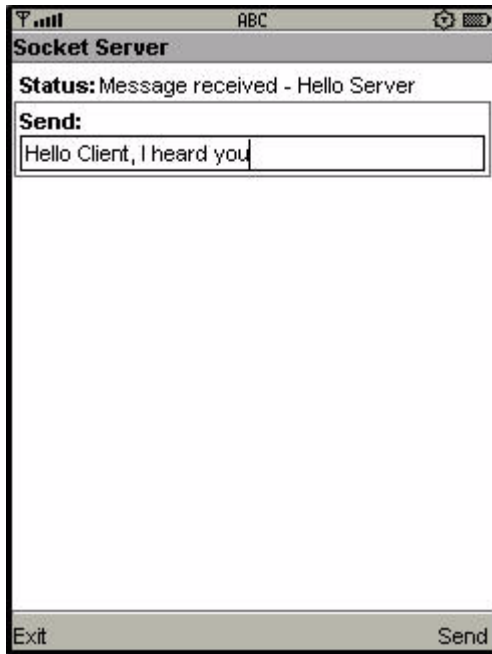 ABC
Socket Server
Status: Message received - Hello Server
Send:
Hello Client, I heard you
Exit Send